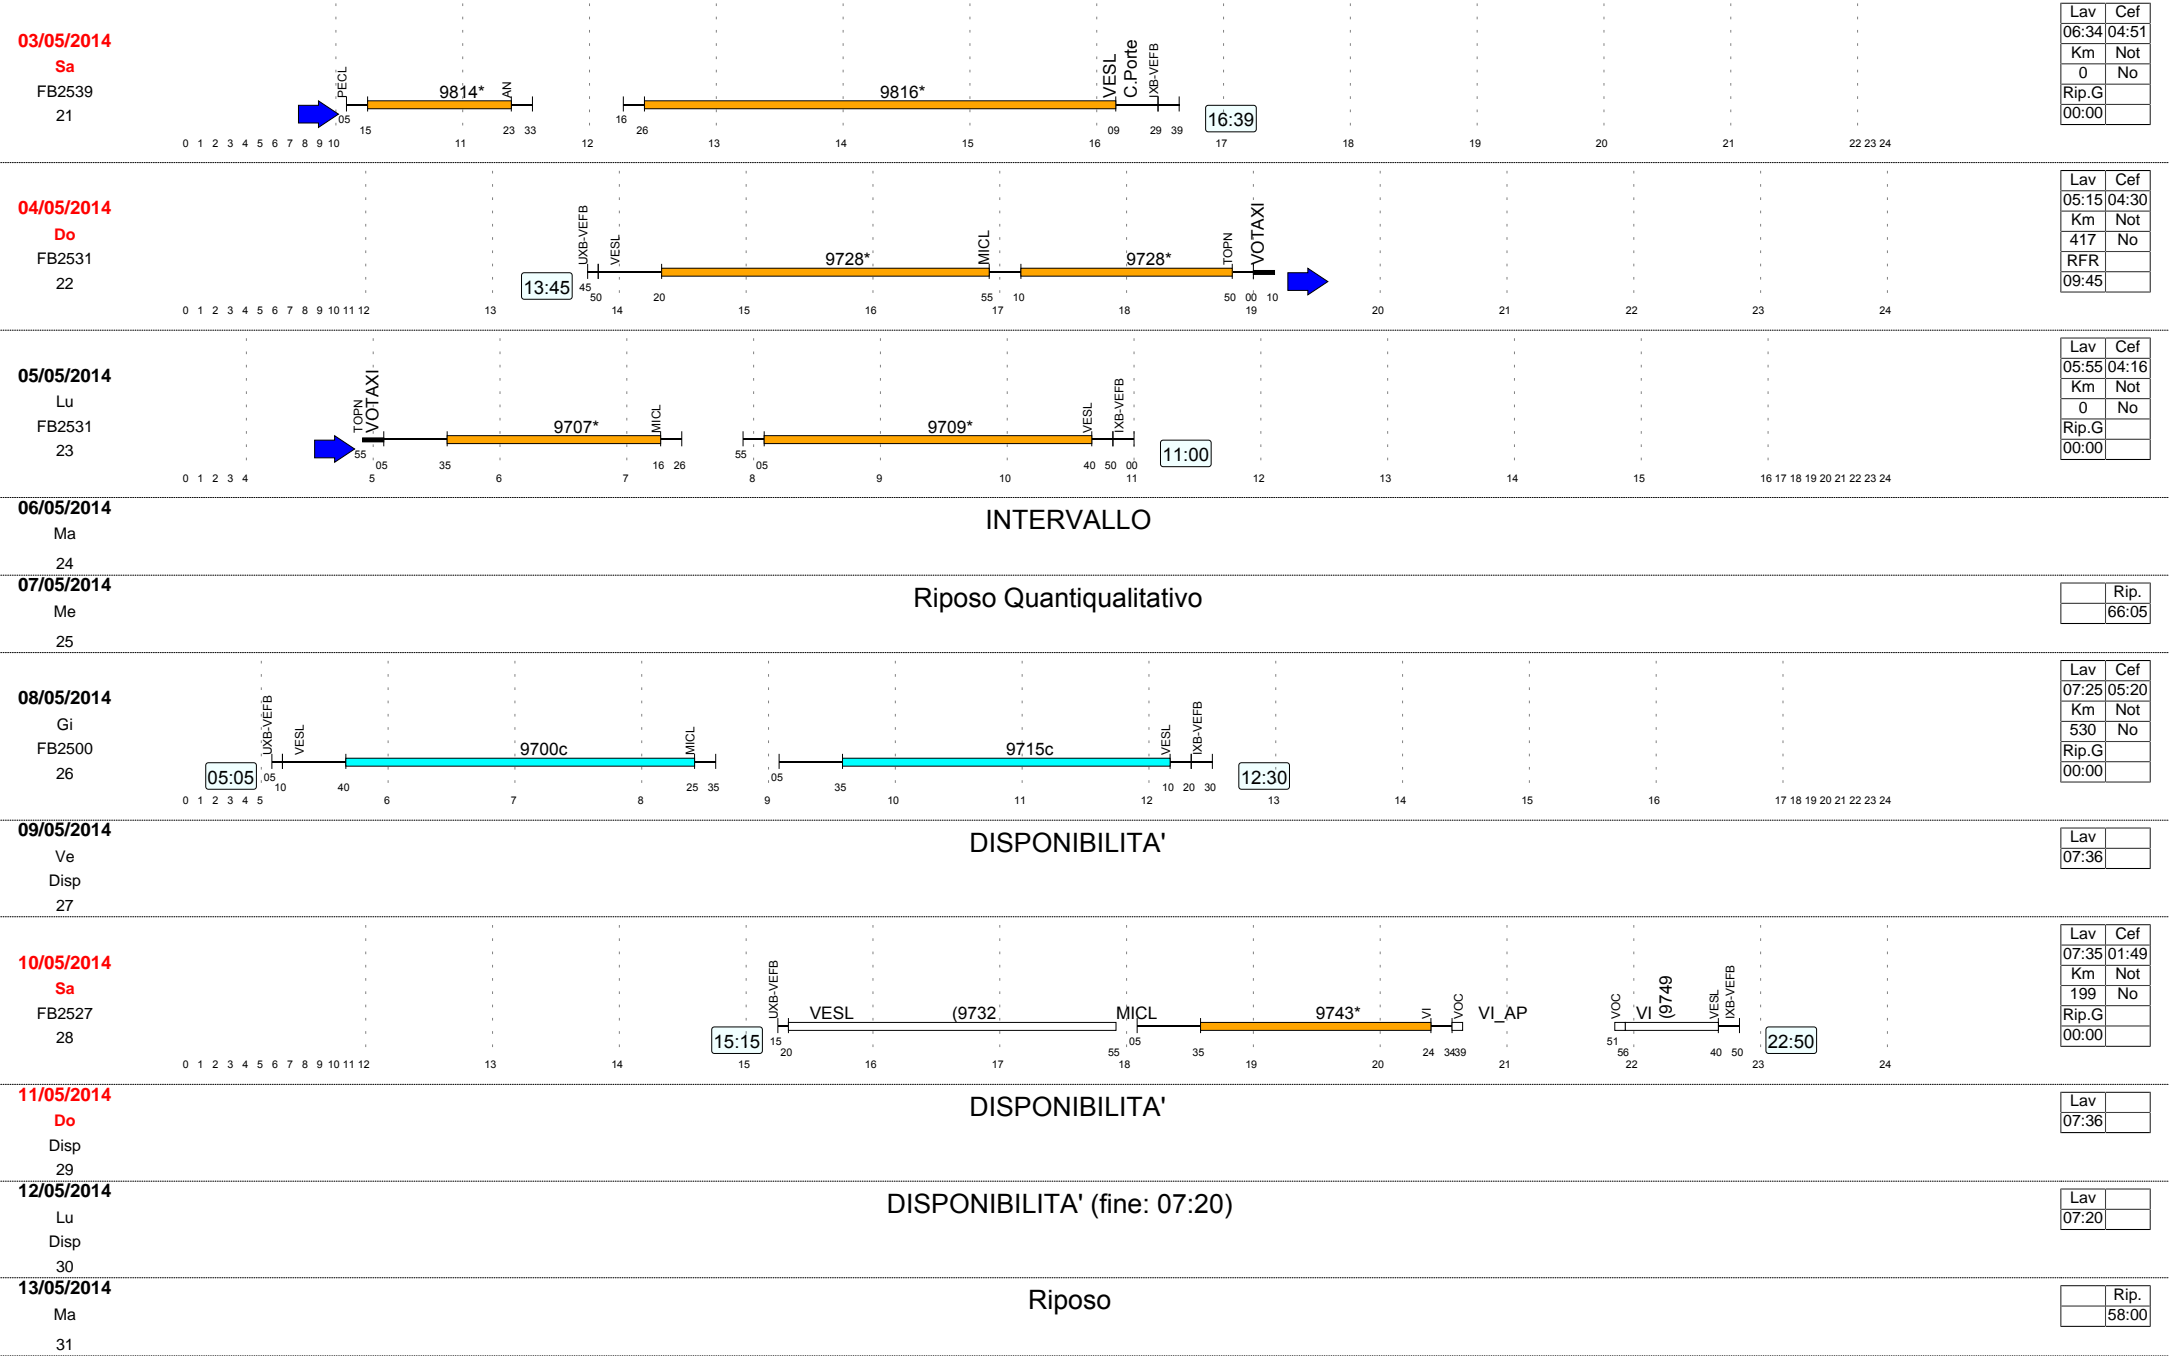 03/05/2014
Sa
FB2539
21
PECL
9814*
AN
9816*
VESL
C.Porte
IXB-VEFB
05
15
23 33
16
26
09
29 39
16:39
0 1 2 3 4 5 6 7 8 9 10 11 12 13 14 15 16 17 18 19 20 21 22 23 24
Lav Cef
06:34 04:51
Km Not
0 No
Rip.G
00:00
04/05/2014
Do
FB2531
22
13:45
UXB-VEFB
VESL
9728*
MICL
9728*
TOPN
VOTAXI
45
50
20
55 10
50 00 10
0 1 2 3 4 5 6 7 8 9 10 11 12 13 14 15 16 17 18 19 20 21 22 23 24
Lav Cef
05:15 04:30
Km Not
417 No
RFR
09:45
05/05/2014
Lu
FB2531
23
TOPN
VOTAXI
9707*
MICL
9709*
VESL
IXB-VEFB
55
05
35
16 26
55
05
40 50 00
11:00
0 1 2 3 4 5 6 7 8 9 10 11 12 13 14 15 16 17 18 19 20 21 22 23 24
Lav Cef
05:55 04:16
Km Not
0 No
Rip.G
00:00
06/05/2014
Ma
24
INTERVALLO
07/05/2014
Me
25
Riposo Quantiqualitativo
Rip.
66:05
08/05/2014
Gi
FB2500
26
05:05
UXB-VEFB
VESL
9700c
MICL
9715c
VESL
IXB-VEFB
05
10
40
25 35
05
35
10 20 30
12:30
0 1 2 3 4 5 6 7 8 9 10 11 12 13 14 15 16 17 18 19 20 21 22 23 24
Lav Cef
07:25 05:20
Km Not
530 No
Rip.G
00:00
09/05/2014
Ve
Disp
27
DISPONIBILITA'
Lav
07:36
10/05/2014
Sa
FB2527
28
15:15
UXB-VEFB
VESL
(9732
MICL
9743*
VI
VOC
VI_AP
VOC
VI
(9749
VESL
IXB-VEFB
15
20
55
05
35
24 34 39
51
56
40 50
22:50
0 1 2 3 4 5 6 7 8 9 10 11 12 13 14 15 16 17 18 19 20 21 22 23 24
Lav Cef
07:35 01:49
Km Not
199 No
Rip.G
00:00
11/05/2014
Do
Disp
29
DISPONIBILITA'
Lav
07:36
12/05/2014
Lu
Disp
30
DISPONIBILITA' (fine: 07:20)
Lav
07:20
13/05/2014
Ma
31
Riposo
Rip.
58:00